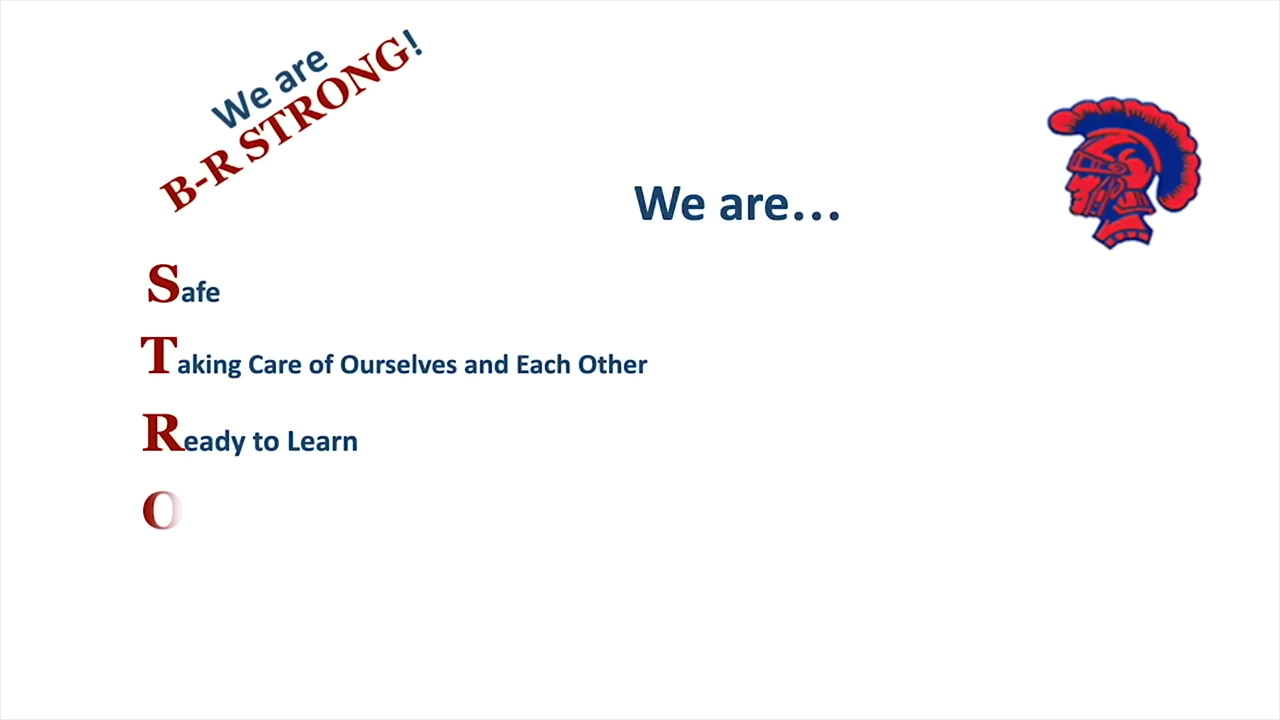 We are
B-R STRONG!
We are...
Safe
Taking Care of Ourselves and Each Other
Ready to Learn
O